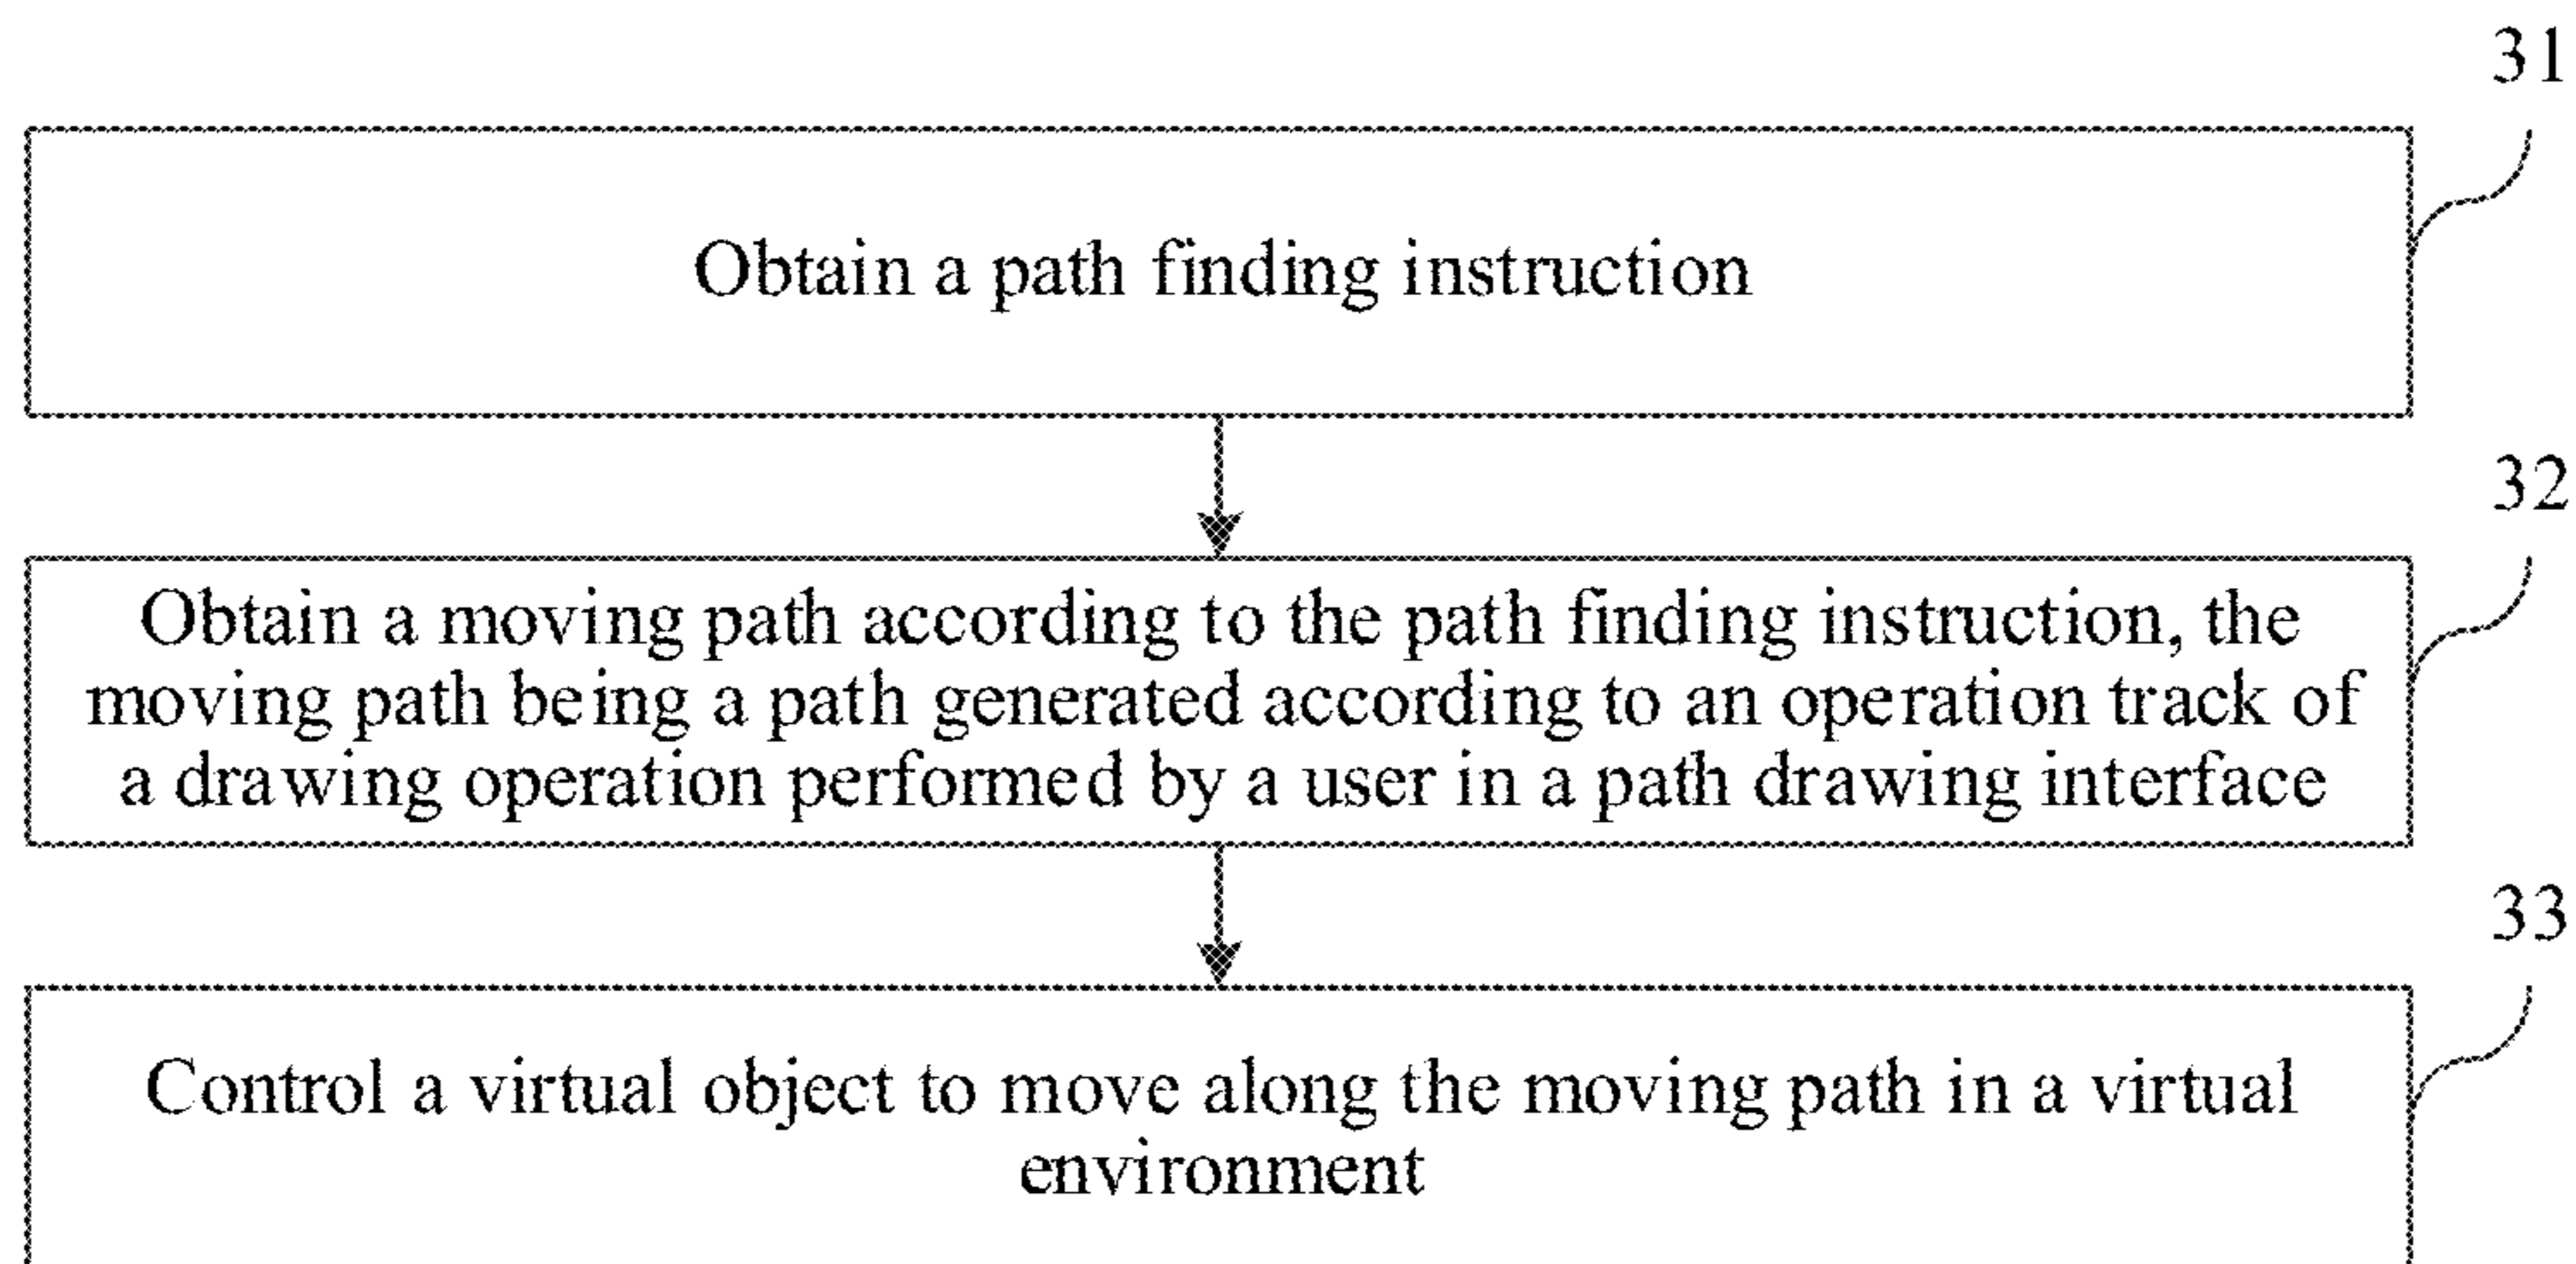 31
Obtain a path finding instruction
32
Obtain a moving path according to the path finding instruction, the
moving path being a path generated according to an operation track of
a drawing operation performed by a user in a path drawing interface
33
Control a virtual object to move along the moving path in a virtual
environment